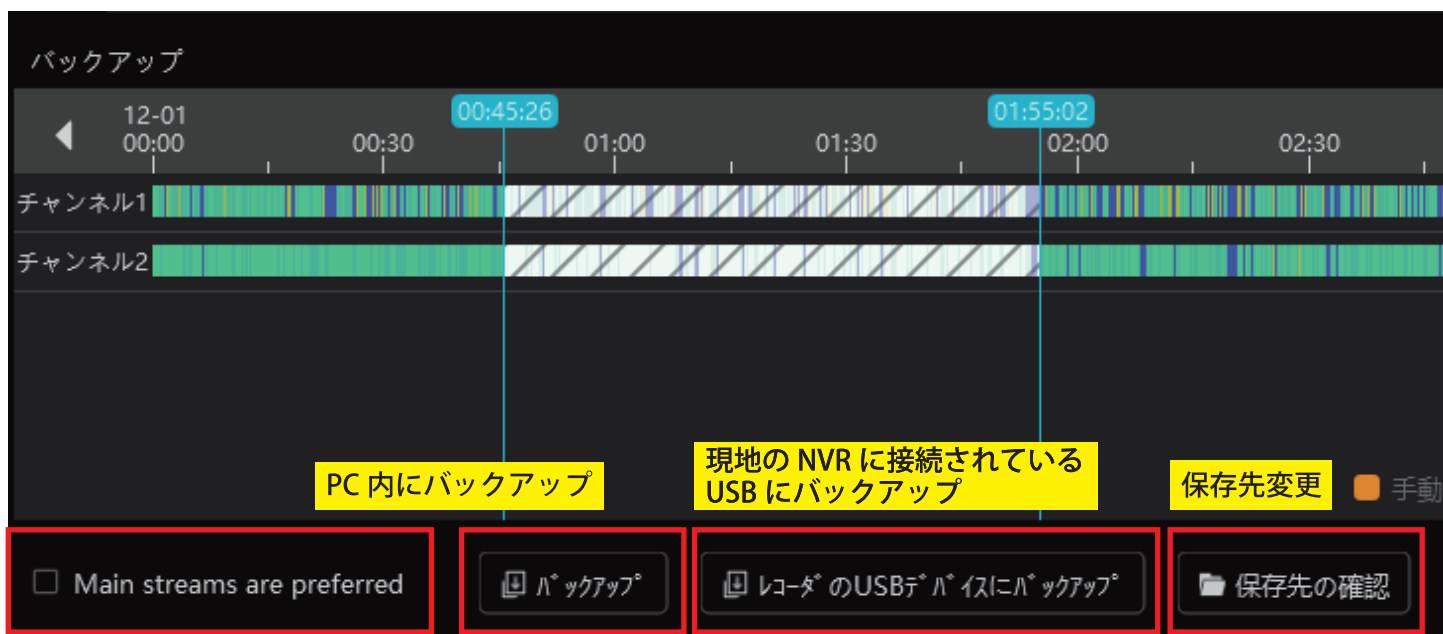 バックアップ
00:45:26 01:55:02
12-01
00:00 00:30 01:00 01:30 02:00 02:30
チャンネル1
チャンネル2
現地の NVR に接続されている
PC 内にバックアップ USB にバックアップ 保存先変更 手動
Main streams are preferred ﾊﾞｯｸｱｯﾌﾟ ﾚｺｰﾀﾞのUSBﾃﾞﾊﾞｲｽにﾊﾞｯｸｱｯﾌﾟ 保存先の確認